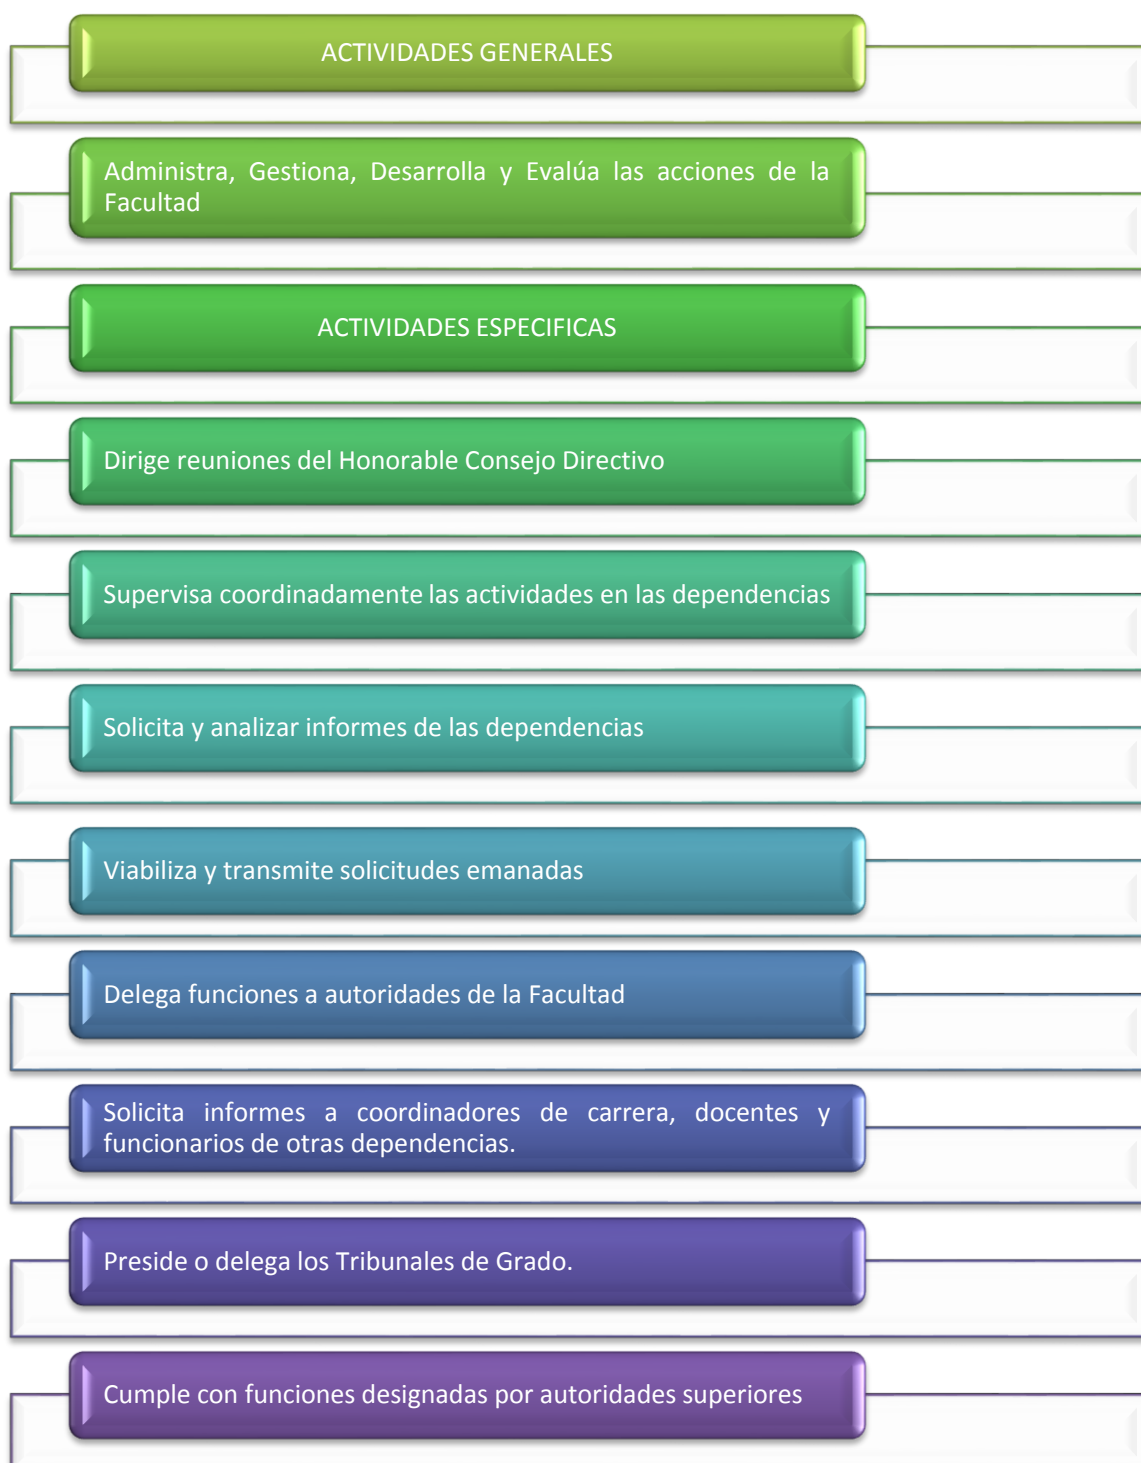 ACTIVIDADES GENERALES
Administra, Gestiona, Desarrolla y Evalúa las acciones de la
Facultad
ACTIVIDADES ESPECIFICAS
Dirige reuniones del Honorable Consejo Directivo
Supervisa coordinadamente las actividades en las dependencias
Solicita y analizar informes de las dependencias
Viabiliza y transmite solicitudes emanadas
Delega funciones a autoridades de la Facultad
Solicita informes a coordinadores de carrera, docentes y
funcionarios de otras dependencias.
Preside o delega los Tribunales de Grado.
Cumple con funciones designadas por autoridades superiores